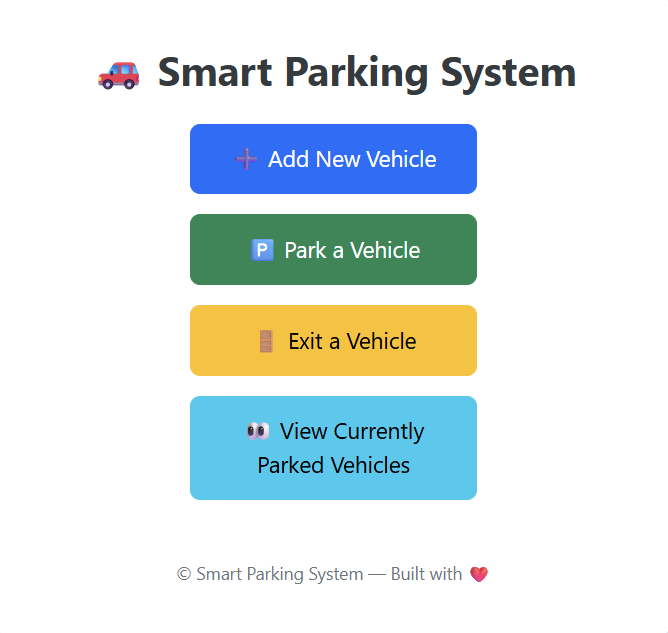 🚗 Smart Parking System
➕ Add New Vehicle
🅿️ Park a Vehicle
🚪 Exit a Vehicle
👀 View Currently
Parked Vehicles
© Smart Parking System — Built with ❤️